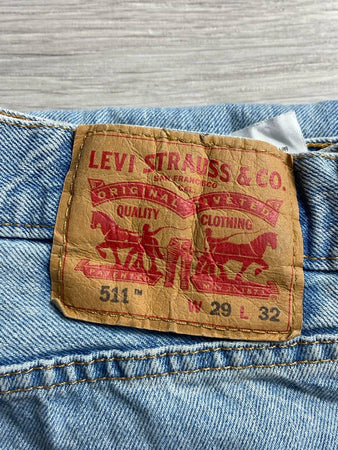 LEVI STRAUSS & CO.
SAN FRANCISCO
ORIGINAL RIVETED
QUALITY CLOTHING
511™ W 29 L 32